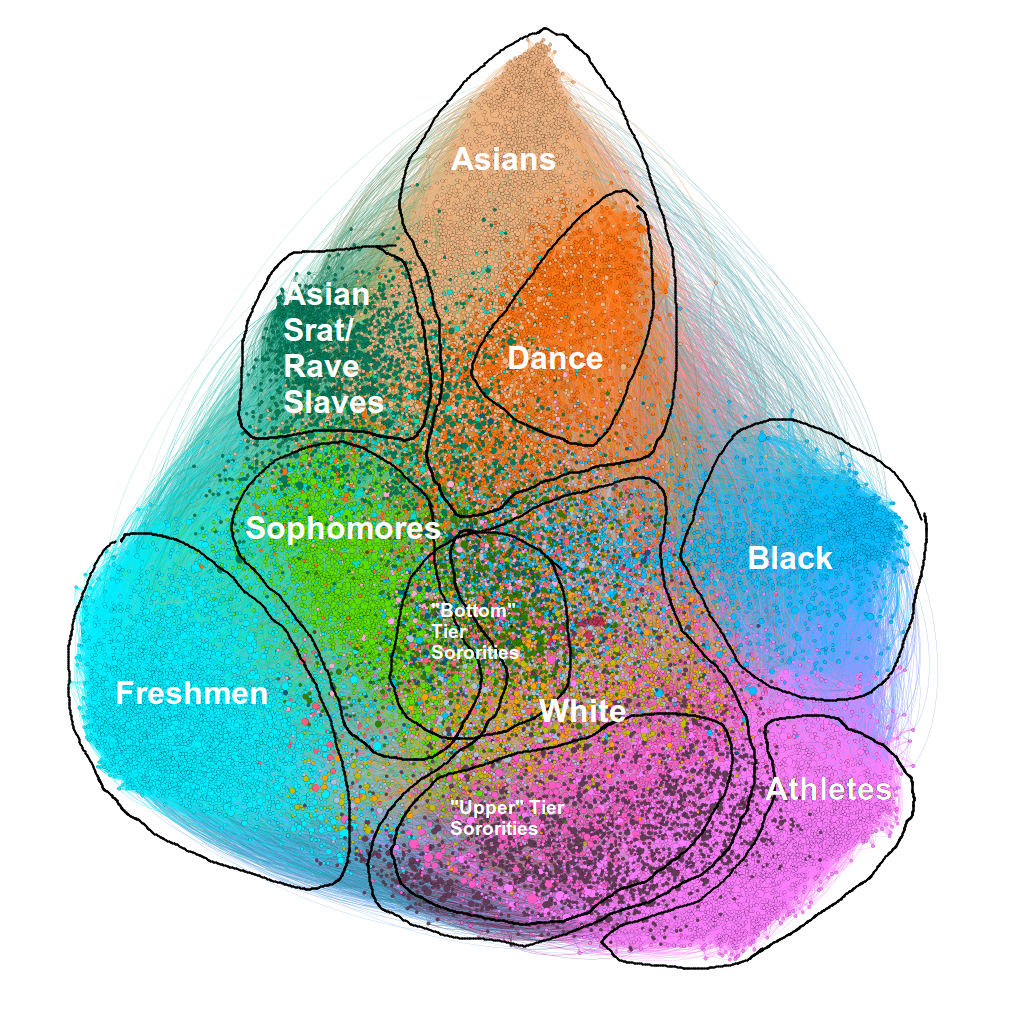 Asians
Asian
Srat/
Rave
Slaves
Dance
Sophomores
Black
"Bottom"
Tier
Sororities
Freshmen
White
Athletes
"Upper" Tier
Sororities